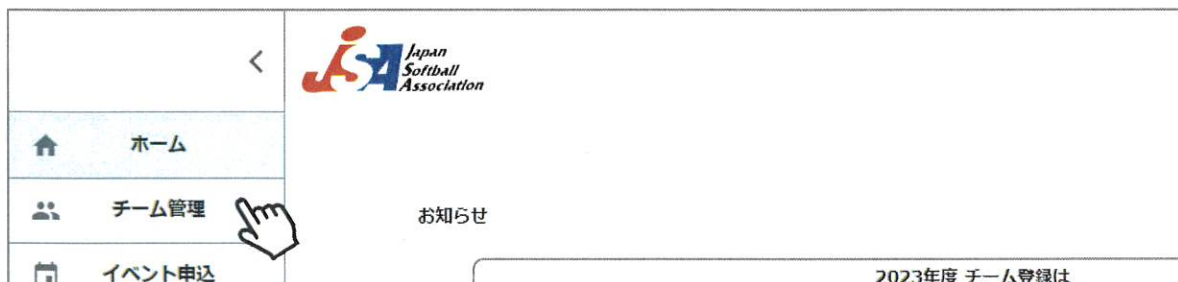 JSA
Japan
Softball
Association
ホーム
チーム管理
お知らせ
イベント申込
2023年度 チーム登録は